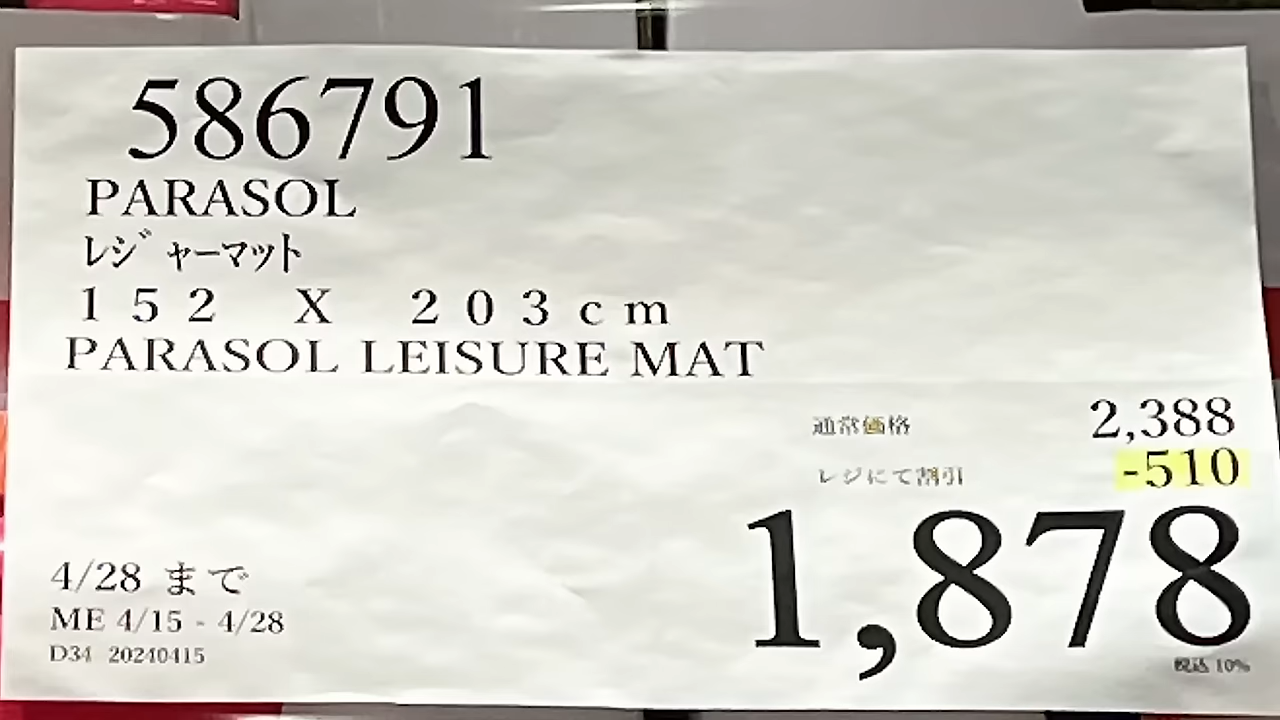 586791
PARASOL
レジャーマット
152 X 203cm
PARASOL LEISURE MAT
通常価格 2,388
レジにて割引 -510
1,878
税込 10%
4/28 まで
ME 4/15 - 4/28
D34 20240415